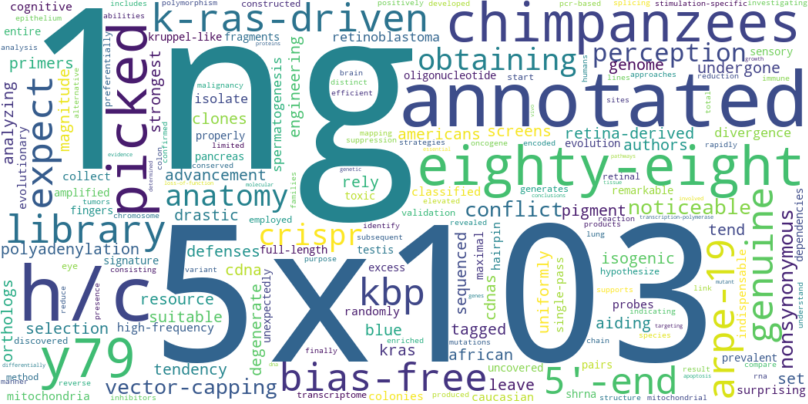 cognitive
epithelium
polymorphism
includes
abilities
k-ras-driven
constructed
positively
developed
pcr-based
splicing
stimulation-specific
investigating
chimpanzees
entire
kruppel-like
fragments
retinoblastoma
analysis
preferentially
primers
magnitude
alternative
picked
strongest
isolate
clones
properly
limited
pancreas
advancement
1ng
engineering
spermatogenesis
malignancy
brain
distinct
efficient
proteins
oligonucleotide
obtaining
genome
start
lines
approaches
humans
growth
perception
undergone
sensory
immune
reduction
total
sites
analyzing
evolutionary
expect
annotated
mapping
suppression
conserved
strategies
americans
oncogene
screens
encoded
evolution
retina-derived
rapidly
divergence
authors
retinal
tissue
pathways
colon
confirmed
evidence
determined
collect
amplified
tumors
fingers
chromosome
anatomy
drastic
loss-of-function
employed
genetic
molecular
families
rely
toxic
classified
elevated
validation
eighty-eight
generates
conclusions
remarkable
library
crispr
conflict
pigment
lung
reaction
noticeable
transcription-polymerase
tend
products
polyadenylation
signature
consisting
defenses
full-length
testis
identify
subsequent
revealed
hairpin
variant
cdna
purpose
excess
kbp
sequenced
maximal
cdnas
uniformly
single-pass
isogenic
hypothesize
indicating
supports
species
link
orthologs
eye
reduce
presence
h/c
resource
suitable
degenerate
unexpectedly
randomly
blue
kras
5x103
probes
aiding
african
tagged
mutations
genes
chain
arpe-19
indispensable
genuine
nonsynonymous
dependencies
understand
mutant
targeting
selection
discovered
high-frequency
y79
tendency
dna
enriched
finally
prevalent
uncovered
pairs
result
compare
apoptosis
rna
set
surprising
method
mitochondria
reverse
manner
differentially
inhibitors
vector-capping
bias-free
transcriptome
colonies
leave
caucasian
produced
5'-end
shrna
structure
mitochondrial